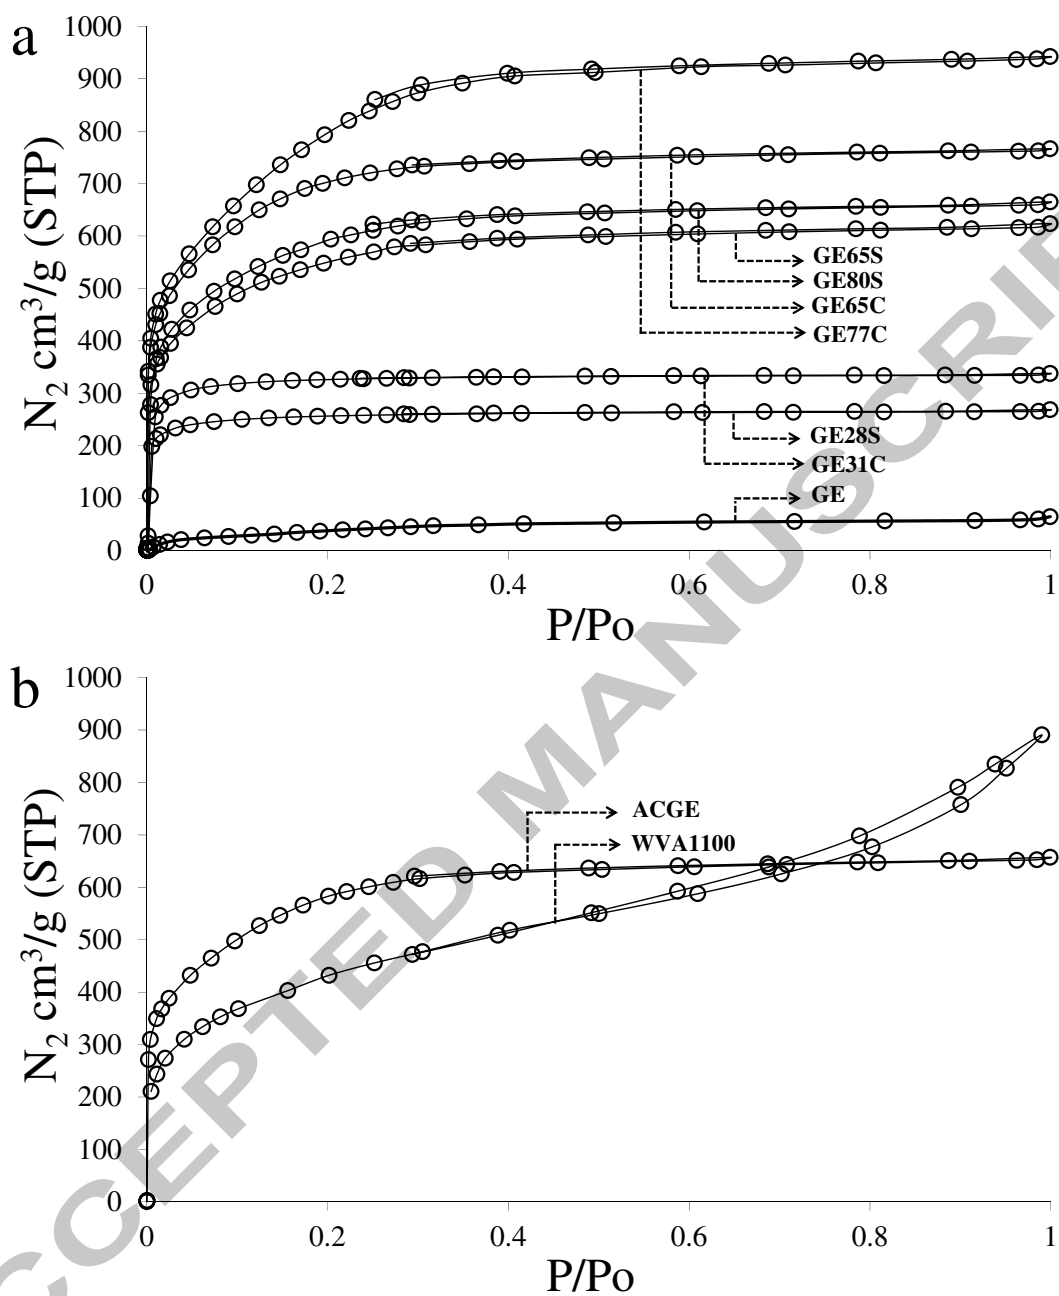 a
1000
900
800
700
600
500
400
300
200
100
0
N2 cm3/g (STP)
GE65S
GE80S
GE65C
GE77C
GE28S
GE31C
GE
0 0.2 0.4 0.6 0.8 1
P/Po
b
1000
900
800
700
600
500
400
300
200
100
0
N2 cm3/g (STP)
ACGE
WVA1100
0 0.2 0.4 0.6 0.8 1
P/Po
CCEPTED MANUSCRIP